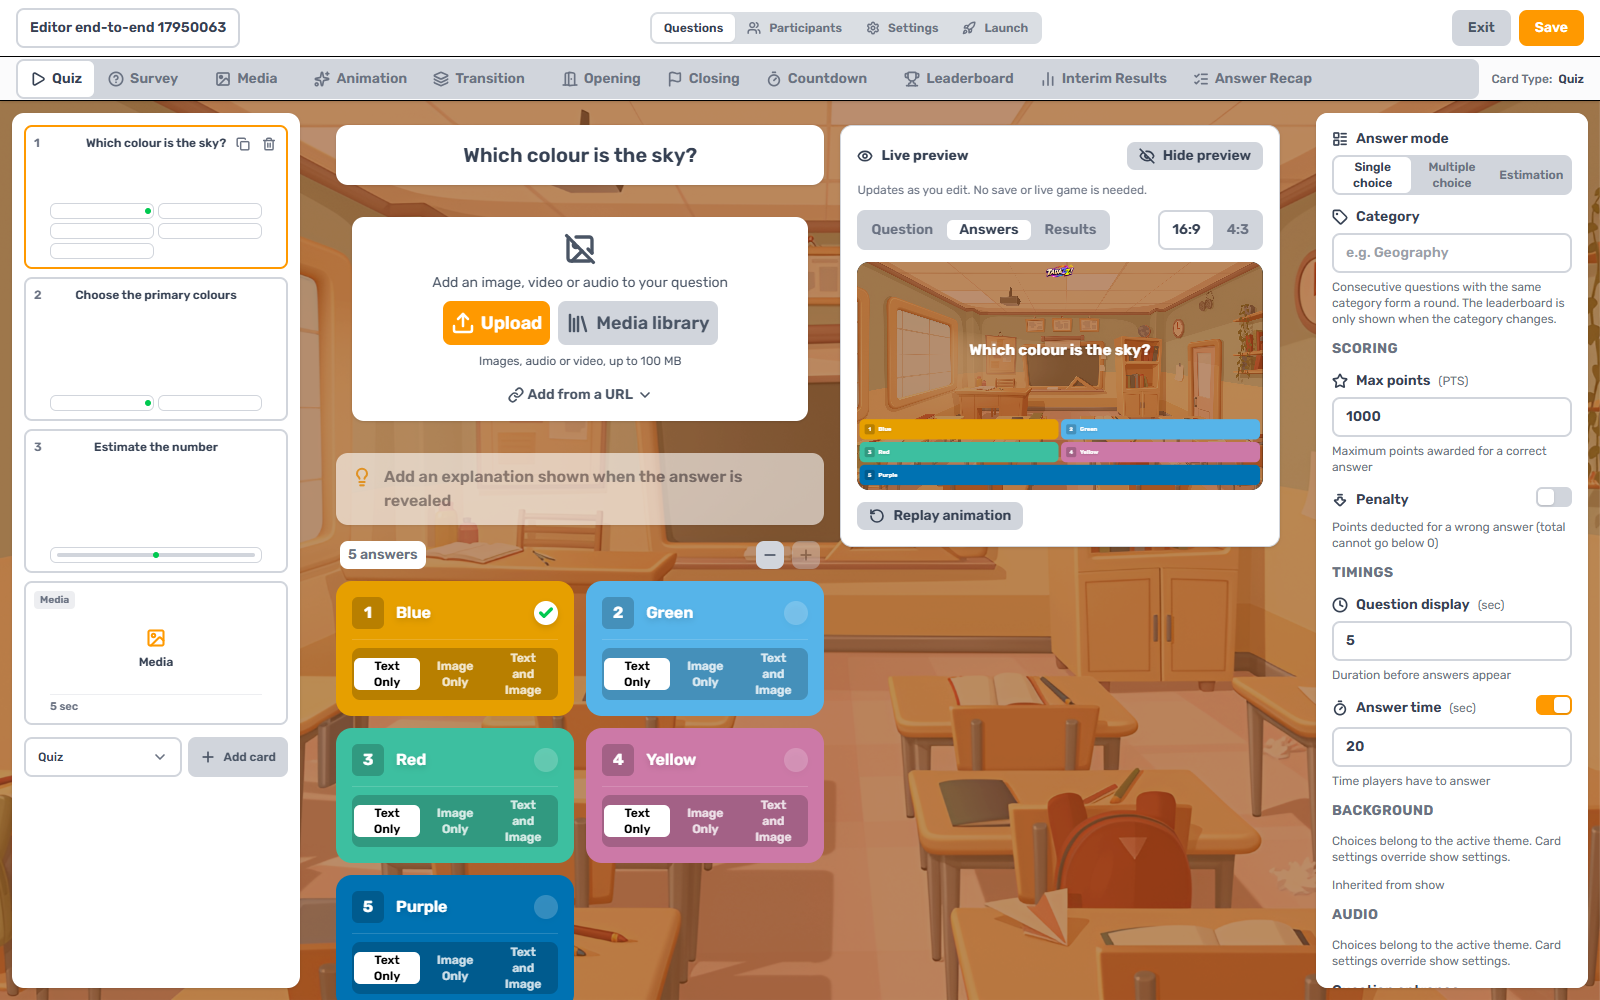 Editor end-to-end 17950063
Questions
Participants
Settings
Launch
Exit
Save
Quiz
Survey
Media
Animation
Transition
Opening
Closing
Countdown
Leaderboard
Interim Results
Answer Recap
Card Type: Quiz
1
Which colour is the sky?
2
Choose the primary colours
3
Estimate the number
Media
Media
5 sec
Quiz
Add card
Which colour is the sky?
Add an image, video or audio to your question
Upload
Media library
Images, audio or video, up to 100 MB
Add from a URL
Add an explanation shown when the answer is
revealed
5 answers
1
Blue
Text
Only
Image
Only
Text
and
Image
2
Green
Text
Only
Image
Only
Text
and
Image
3
Red
Text
Only
Image
Only
Text
and
Image
4
Yellow
Text
Only
Image
Only
Text
and
Image
5
Purple
Text
Only
Image
Only
Text
and
Image
Live preview
Hide preview
Updates as you edit. No save or live game is needed.
Question
Answers
Results
16:9
4:3
Which colour is the sky?
1 Blue
2 Green
3 Red
4 Yellow
5 Purple
Replay animation
Answer mode
Single
choice
Multiple
choice
Estimation
Category
e.g. Geography
Consecutive questions with the same
category form a round. The leaderboard is
only shown when the category changes.
SCORING
Max points (PTS)
1000
Maximum points awarded for a correct
answer
Penalty
Points deducted for a wrong answer (total
cannot go below 0)
TIMINGS
Question display (sec)
5
Duration before answers appear
Answer time (sec)
20
Time players have to answer
BACKGROUND
Choices belong to the active theme. Card
settings override show settings.
Inherited from show
AUDIO
Choices belong to the active theme. Card
settings override show settings.